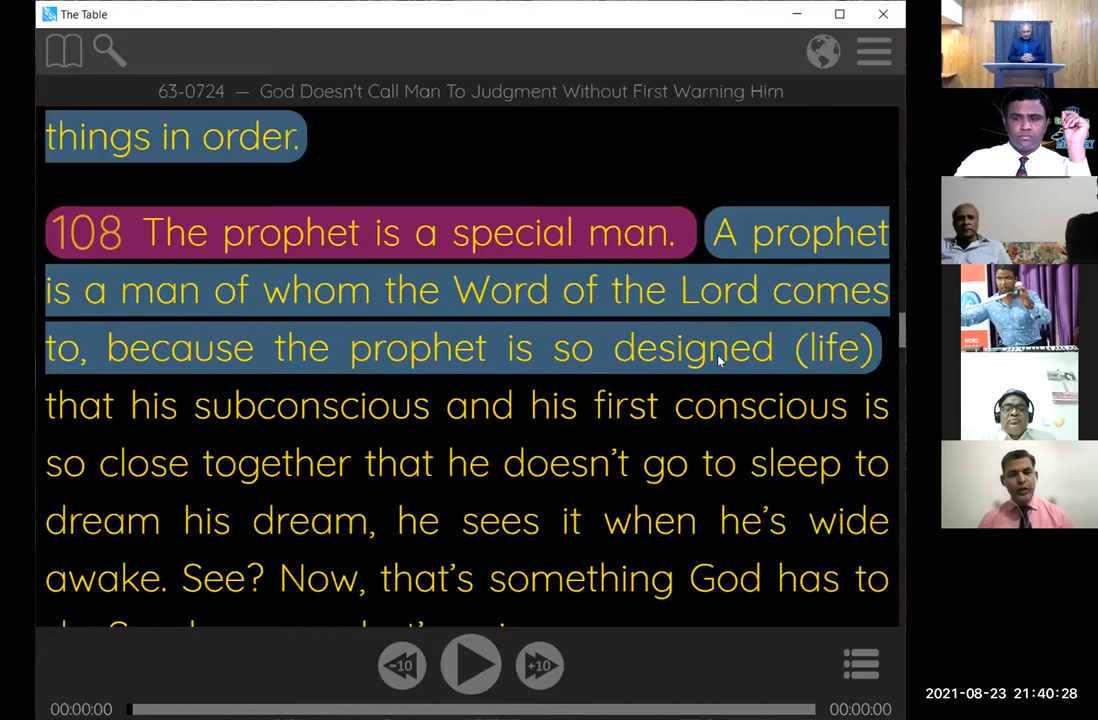 The Table
63-0724 — God Doesn't Call Man To Judgment Without First Warning Him
things in order.
108 The prophet is a special man. A prophet
is a man of whom the Word of the Lord comes
to, because the prophet is so designed (life)
that his subconscious and his first conscious is
so close together that he doesn't go to sleep to
dream his dream, he sees it when he's wide
awake. See? Now, that's something God has to
-10
+10
00:00:00
00:00:00
WORD
2021-08-23 21:40:28